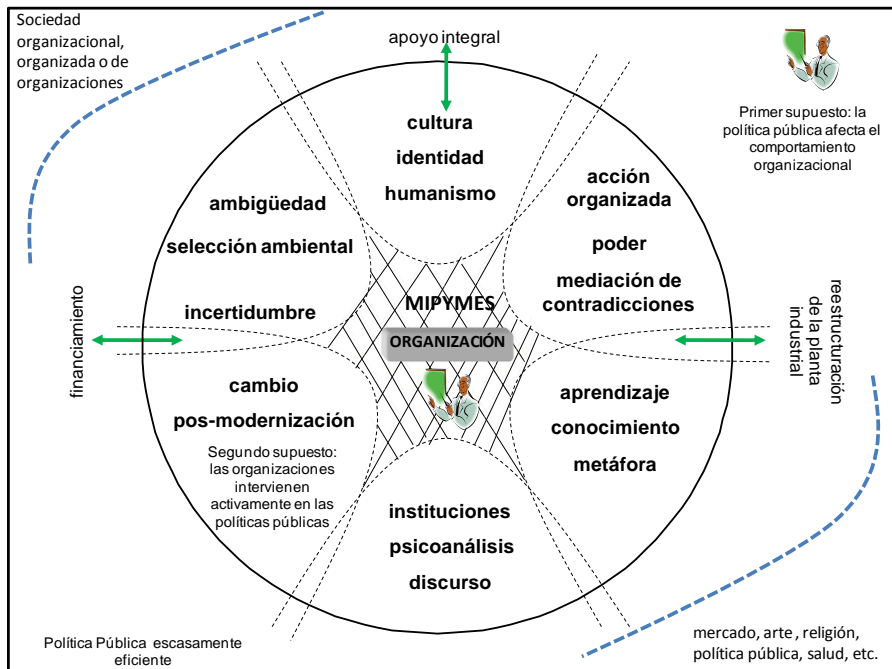 Sociedad
organizacional,
organizada o de
organizaciones
apoyo integral
Primer supuesto: la
política pública afecta el
comportamiento
organizacional
cultura
identidad
humanismo
ambigüedad
selección ambiental
incertidumbre
acción
organizada
poder
mediación de
contradicciones
MIPYMES
ORGANIZACIÓN
financiamiento
reestructuración
de la planta
industrial
cambio
pos-modernización
Segundo supuesto:
las organizaciones
intervienen
activamente en las
políticas públicas
aprendizaje
conocimiento
metáfora
instituciones
psicoanálisis
discurso
Política Pública escasamente
eficiente
mercado, arte , religión,
política pública, salud, etc.